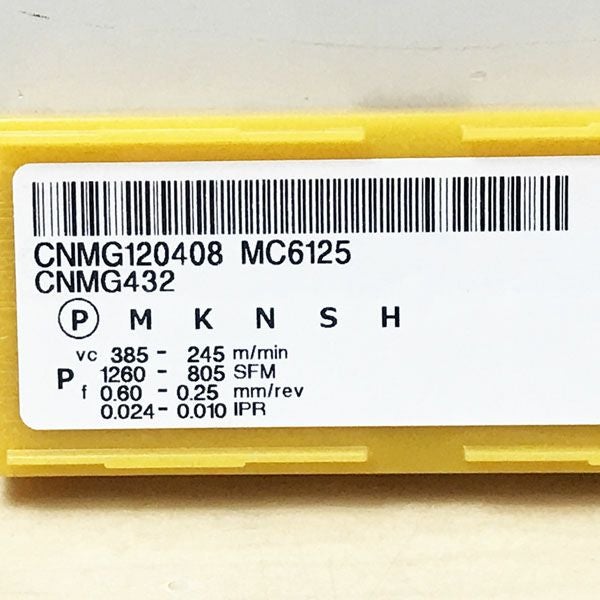 CNMG120408 MC6125
CNMG432
P M K N S H
vc 385 - 245 m/min
P 1260 - 805 SFM
f 0.60 - 0.25 mm/rev
0.024 - 0.010 IPR